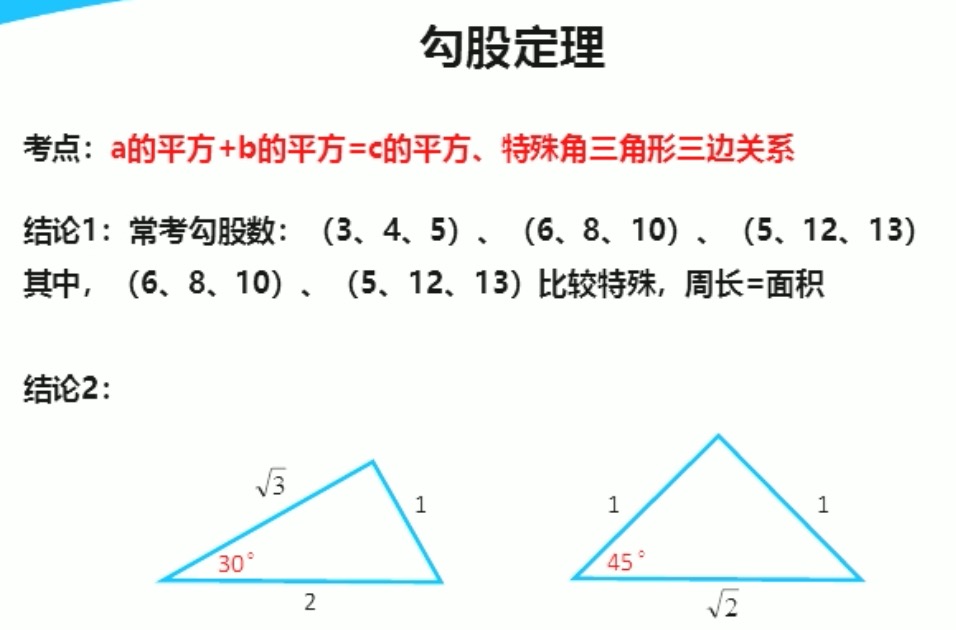 勾股定理
考点：a的平方+b的平方=c的平方、特殊角三角形三边关系
结论1：常考勾股数：（3、4、5）、（6、8、10）、（5、12、13）
其中，（6、8、10）、（5、12、13）比较特殊，周长=面积
结论2：
√3
1
30°
2
1
1
45°
√2